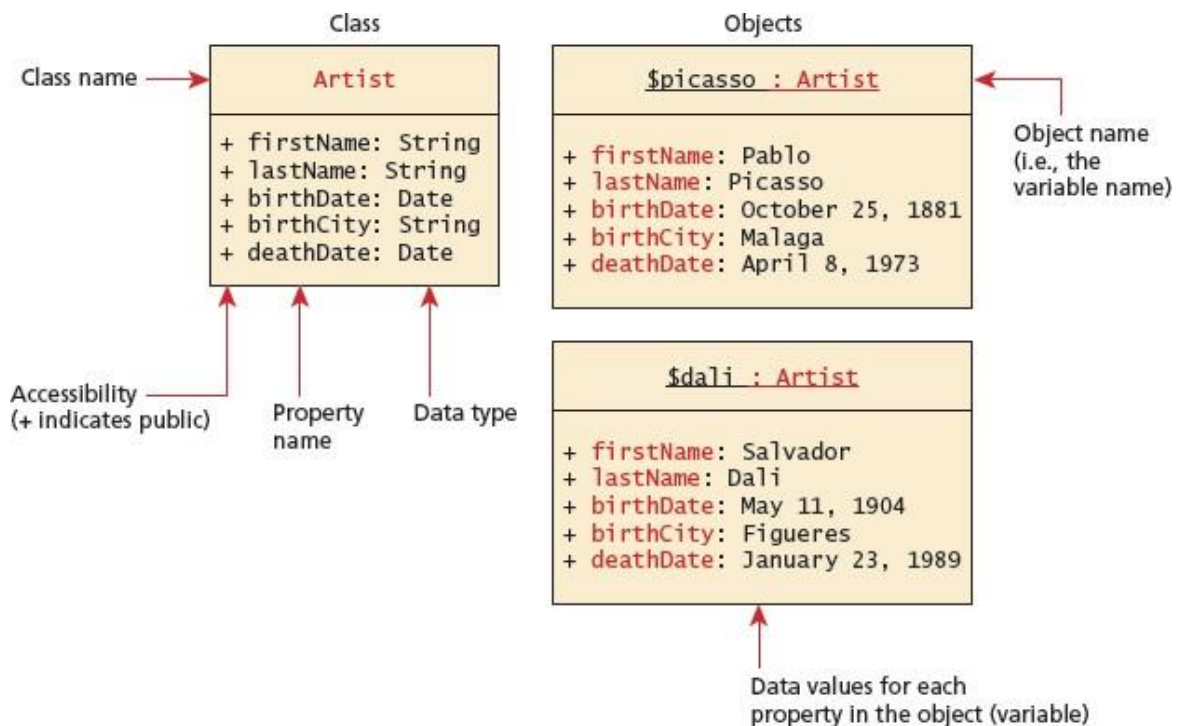 Class
Objects
Class name
Artist
+ firstName: String
+ lastName: String
+ birthDate: Date
+ birthCity: String
+ deathDate: Date
Accessibility
(+ indicates public)
Property
name
Data type
$picasso : Artist
+ firstName: Pablo
+ lastName: Picasso
+ birthDate: October 25, 1881
+ birthCity: Malaga
+ deathDate: April 8, 1973
Object name
(i.e., the
variable name)
$dali : Artist
+ firstName: Salvador
+ lastName: Dali
+ birthDate: May 11, 1904
+ birthCity: Figueres
+ deathDate: January 23, 1989
Data values for each
property in the object (variable)